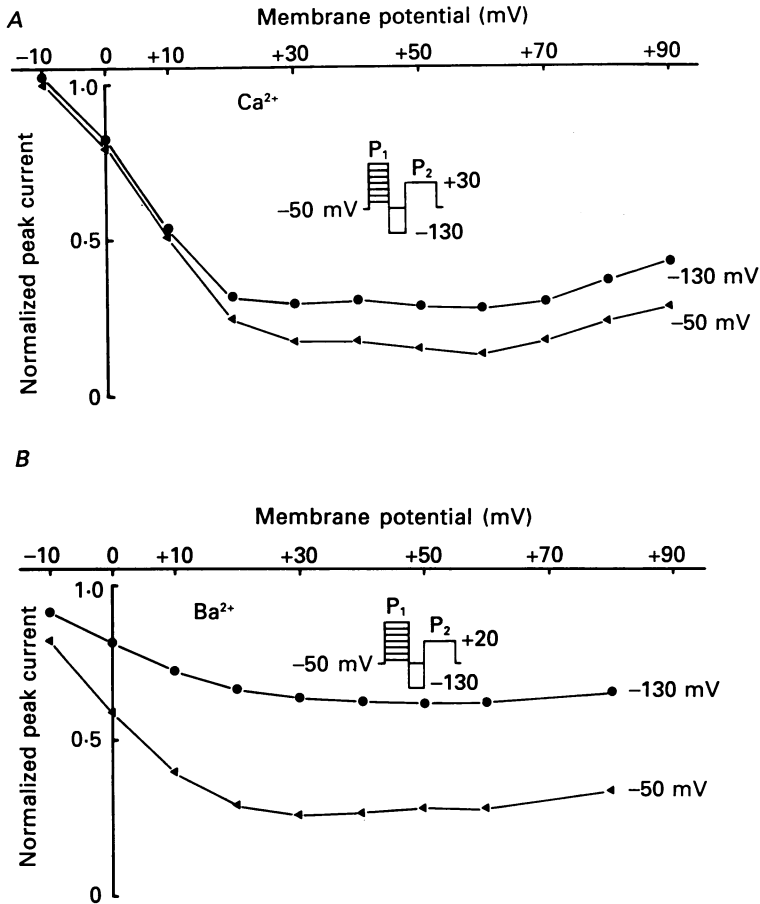 A
Membrane potential (mV)
−10 0 +10 +30 +50 +70 +90
1·0
Ca²⁺
P₁
P₂
+30
−50 mV
−130
0·5
−130 mV
−50 mV
0
Normalized peak current
B
Membrane potential (mV)
−10 0 +10 +30 +50 +70 +90
1·0
Ba²⁺
P₁
P₂
+20
−50 mV
−130
−130 mV
0·5
−50 mV
0
Normalized peak current